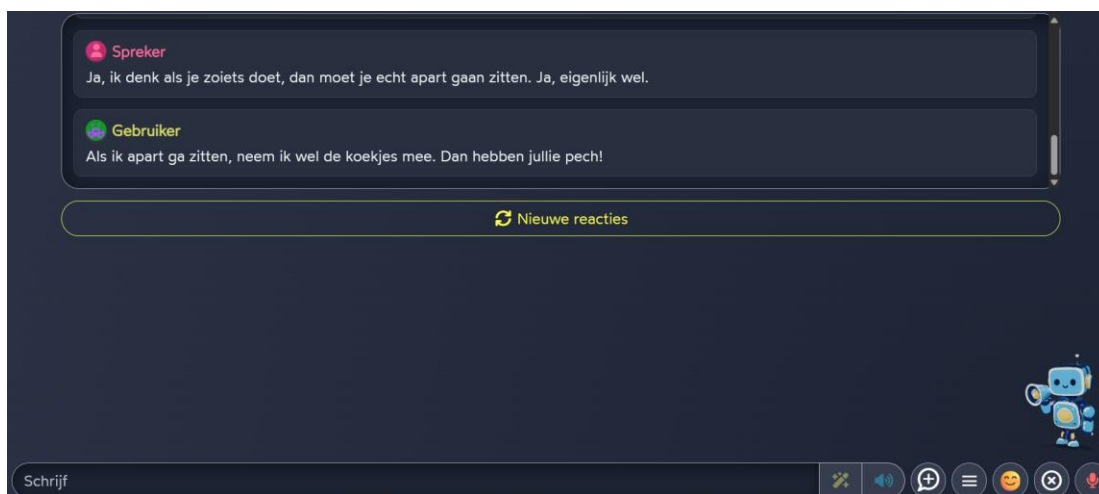 Spreker
Ja, ik denk als je zoiets doet, dan moet je echt apart gaan zitten. Ja, eigenlijk wel.
Gebruiker
Als ik apart ga zitten, neem ik wel de koekjes mee. Dan hebben jullie pech!
Nieuwe reacties
Schrijf